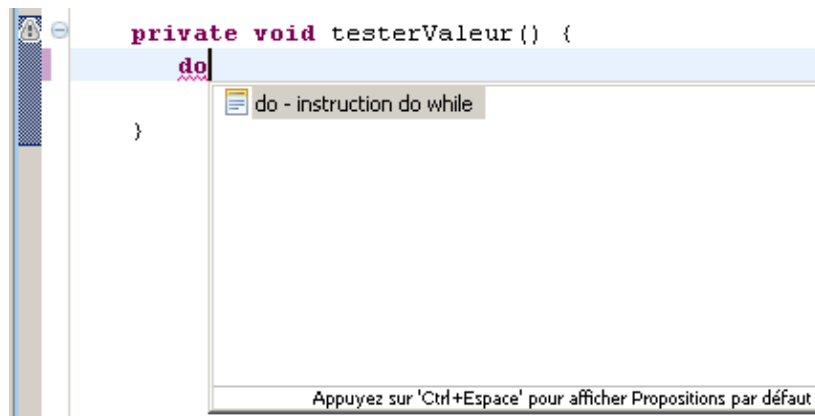 private void testerValeur() {
do
do - instruction do while
}
Appuyez sur 'Ctrl+Espace' pour afficher Propositions par défaut